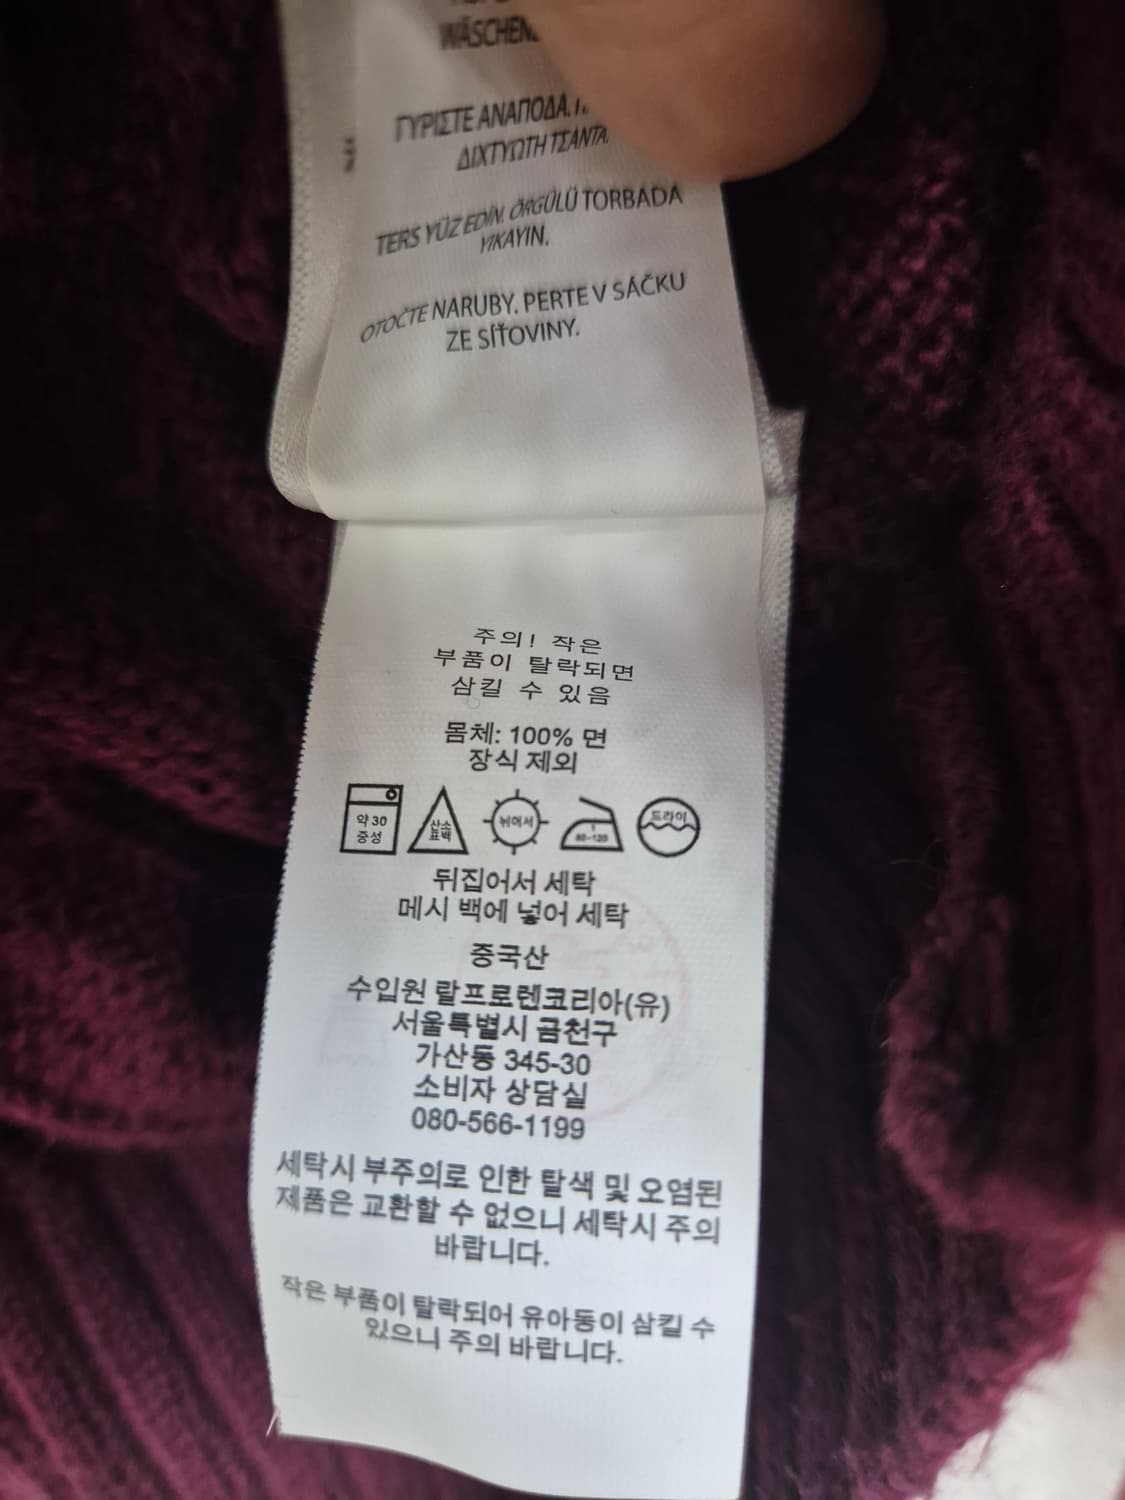 WÄSCHEN.
ΓΥΡΙΣΤΕ ΑΝΑΠΟΔΑ.
ΔΙΧΤΥΩΤΗ ΤΣΑΝΤΑ.
TERS YÜZ EDİN. ÖRGÜLÜ TORBADA
YIKAYIN.
OTOČTE NARUBY. PERTE V SÁČKU
ZE SÍŤOVINY.
주의! 작은
부품이 탈락되면
삼킬 수 있음
몸체: 100% 면
장식 제외
약 30
중성
산소
표백
뉘어서
80-120
드라이
뒤집어서 세탁
메시 백에 넣어 세탁
중국산
수입원 랄프로렌코리아(유)
서울특별시 금천구
가산동 345-30
소비자 상담실
080-566-1199
세탁시 부주의로 인한 탈색 및 오염된
제품은 교환할 수 없으니 세탁시 주의
바랍니다.
작은 부품이 탈락되어 유아동이 삼킬 수
있으니 주의 바랍니다.